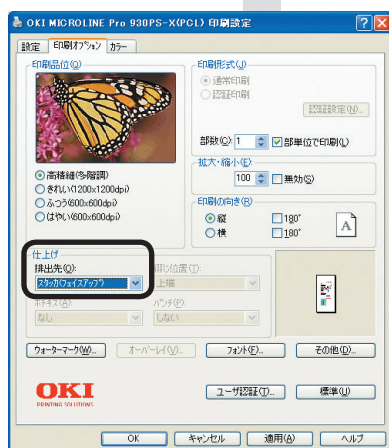 OKI MICROLINE Pro 930PS-X(PCL) 印刷設定
設定 印刷オプション カラー
印刷品位(Q)
高精細(多階調)
きれい(1200x1200dpi)
ふつう(600x600dpi)
はやい(600x600dpi)
印刷形式(J)
通常印刷
認証印刷
認証設定(N)...
部数(C): 1 部単位で印刷(L)
拡大・縮小(E):
100 無効(S)
印刷の向き(R)
縦 180°
横 180°
A
仕上げ
排出先(O):
スタッカ(フェイスアップ)
綴じ位置(T):
上端
ホチキス(A):
なし
パンチ(P):
しない
ウォーターマーク(W)... オーバーレイ(V)... フォント(F)... その他(D)...
OKI
PRINTING SOLUTIONS
ユーザ認証(T)... 標準(U)
OK キャンセル 適用(A) ヘルプ